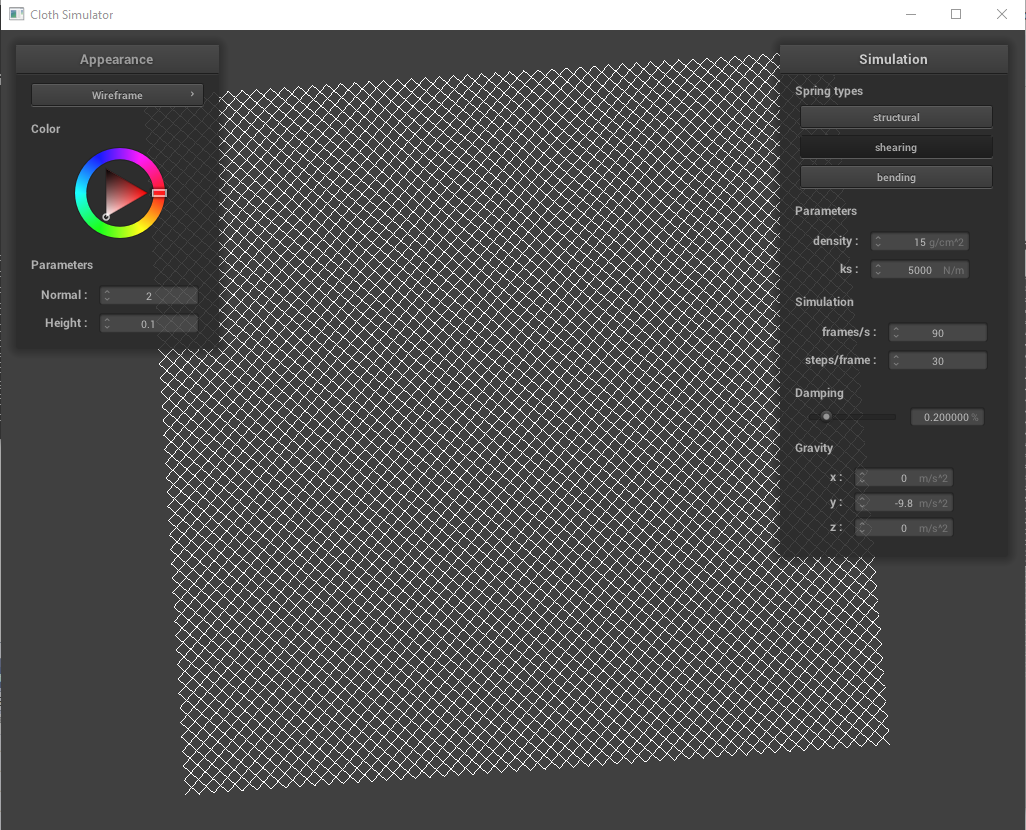 Cloth Simulator
Appearance
Wireframe
Color
Parameters
Normal : 2
Height : 0.1
Simulation
Spring types
structural
shearing
bending
Parameters
density : 15 g/cm^2
ks : 5000 N/m
Simulation
frames/s : 90
steps/frame : 30
Damping
0.200000 %
Gravity
x : 0 m/s^2
y : -9.8 m/s^2
z : 0 m/s^2